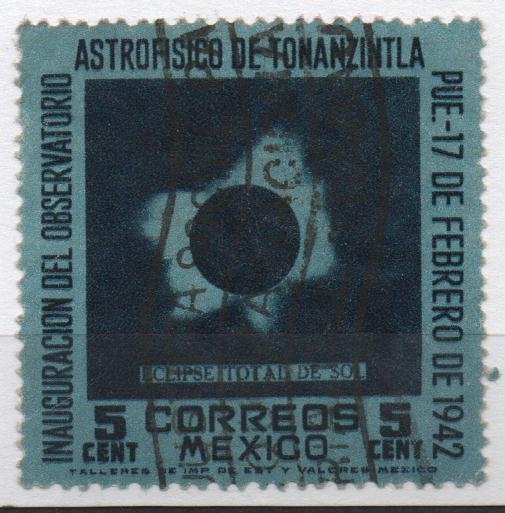 INAUGURACION DEL OBSERVATORIO
ASTROFISICO DE TONANZINTLA
PUE.-17 DE FEBRERO DE 1942
ECLIPSE TOTAL DE SOL
5 CENT
CORREOS
MEXICO
5 CENT
TALLERES DE IMP DE EST Y VALORES-MEXICO